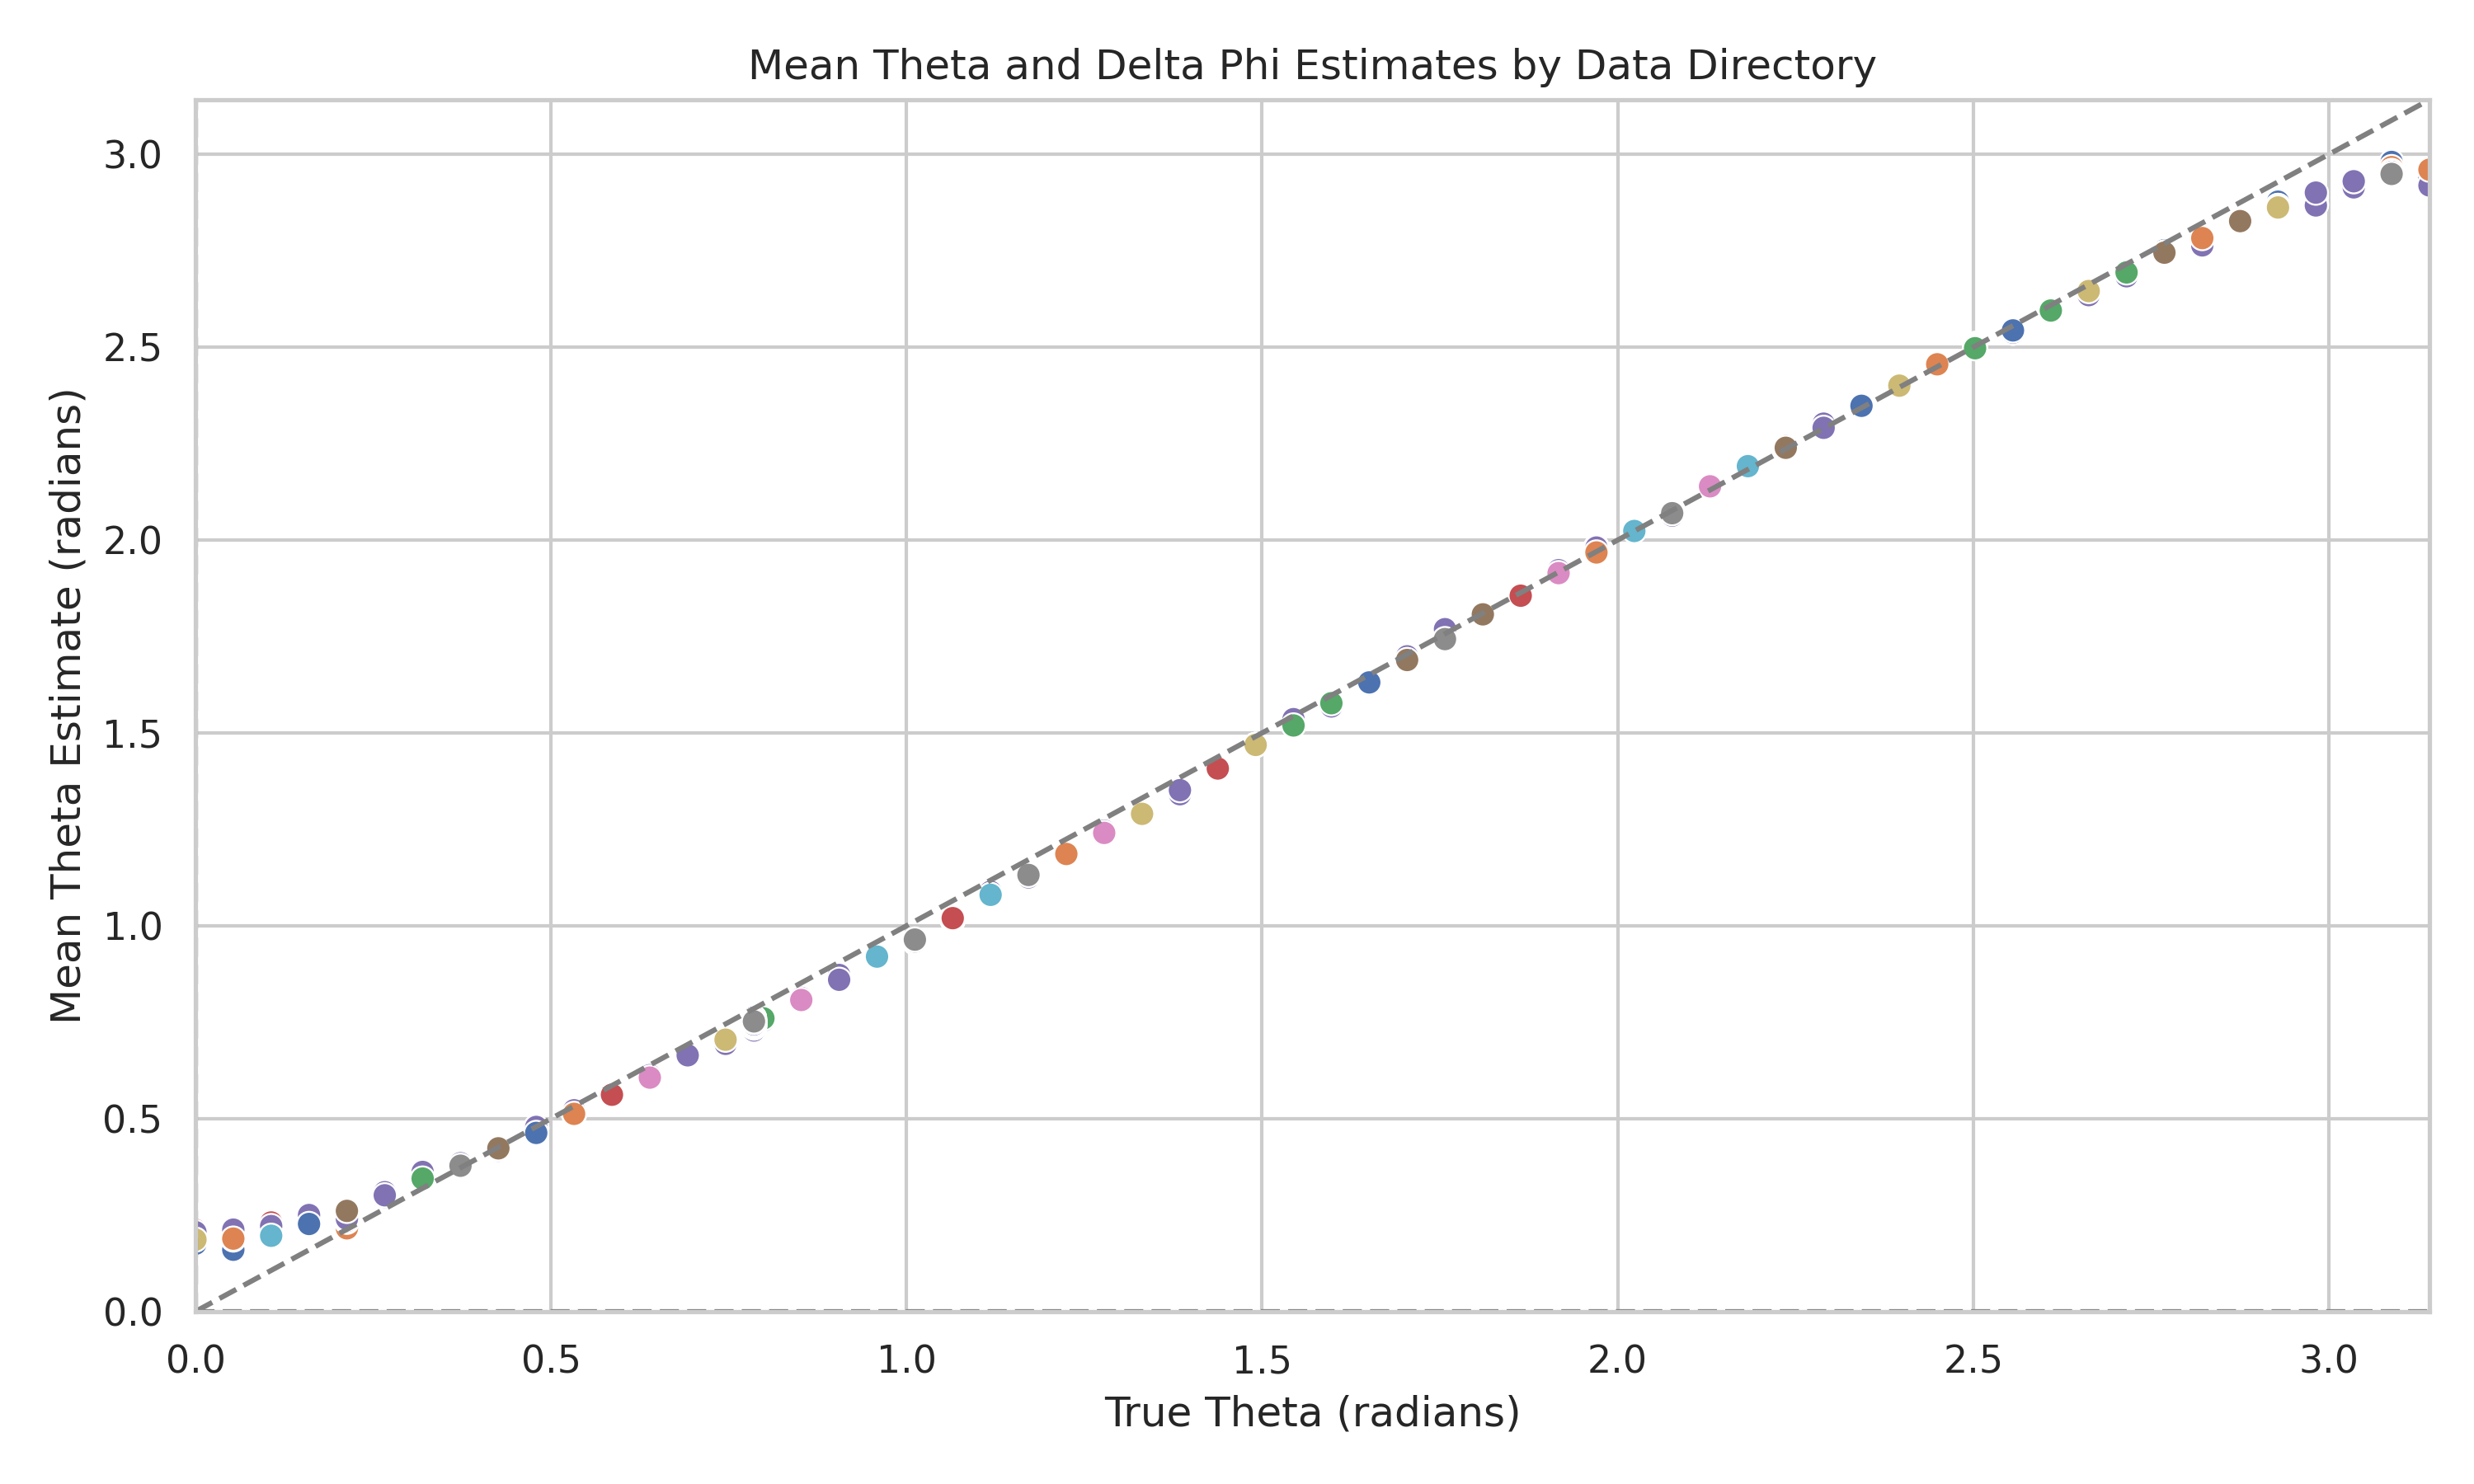 Mean Theta and Delta Phi Estimates by Data Directory
Mean Theta Estimate (radians)
3.0
2.5
2.0
1.5
1.0
0.5
0.0
0.0 0.5 1.0 1.5 2.0 2.5 3.0
True Theta (radians)